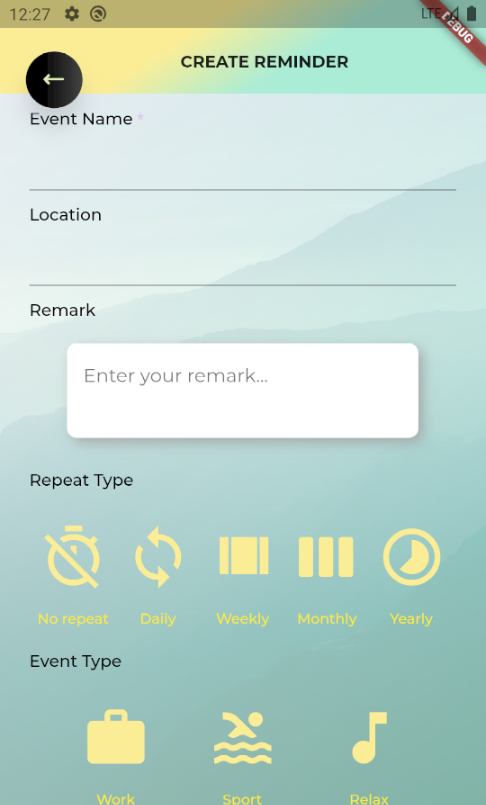 12:27
LTE
DEBUG
CREATE REMINDER
Event Name *
Location
Remark
Enter your remark...
Repeat Type
No repeat Daily Weekly Monthly Yearly
Event Type
Work Sport Relax